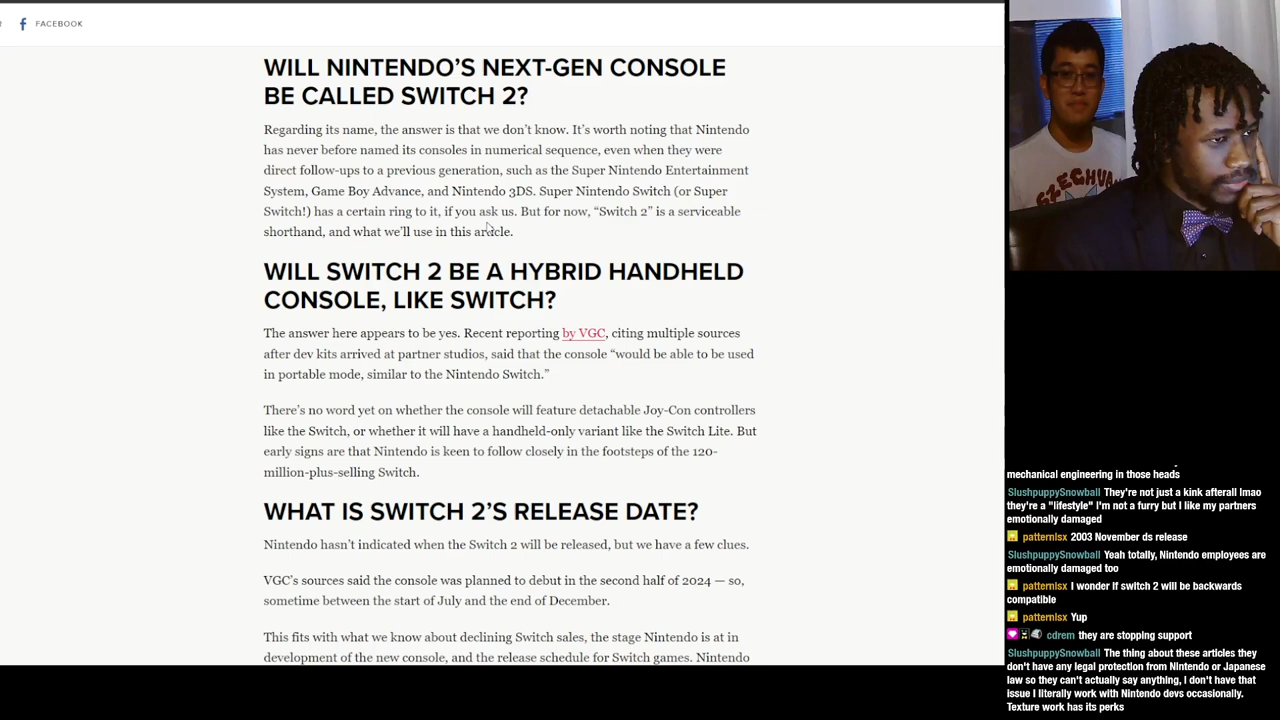 FACEBOOK
WILL NINTENDO'S NEXT-GEN CONSOLE
BE CALLED SWITCH 2?
Regarding its name, the answer is that we don't know. It's worth noting that Nintendo
has never before named its consoles in numerical sequence, even when they were
direct follow-ups to a previous generation, such as the Super Nintendo Entertainment
System, Game Boy Advance, and Nintendo 3DS. Super Nintendo Switch (or Super
Switch!) has a certain ring to it, if you ask us. But for now, “Switch 2” is a serviceable
shorthand, and what we'll use in this article.
WILL SWITCH 2 BE A HYBRID HANDHELD
CONSOLE, LIKE SWITCH?
The answer here appears to be yes. Recent reporting by VGC, citing multiple sources
after dev kits arrived at partner studios, said that the console “would be able to be used
in portable mode, similar to the Nintendo Switch.”
There's no word yet on whether the console will feature detachable Joy-Con controllers
like the Switch, or whether it will have a handheld-only variant like the Switch Lite. But
early signs are that Nintendo is keen to follow closely in the footsteps of the 120-
million-plus-selling Switch.
WHAT IS SWITCH 2'S RELEASE DATE?
Nintendo hasn't indicated when the Switch 2 will be released, but we have a few clues.
VGC's sources said the console was planned to debut in the second half of 2024 — so,
sometime between the start of July and the end of December.
This fits with what we know about declining Switch sales, the stage Nintendo is at in
development of the new console, and the release schedule for Switch games. Nintendo
mechanical engineering in those heads
SlushpuppySnowball They're not just a kink afterall lmao
they're a "lifestyle" I'm not a furry but I like my partners
emotionally damaged
patternlsx 2003 November ds release
SlushpuppySnowball Yeah totally, Nintendo employees are
emotionally damaged too
patternlsx I wonder if switch 2 will be backwards
compatible
patternlsx Yup
cdrem they are stopping support
SlushpuppySnowball The thing about these articles they
don't have any legal protection from Nintendo or Japanese
law so they can't actually say anything, I don't have that
issue I literally work with Nintendo devs occasionally.
Texture work has its perks